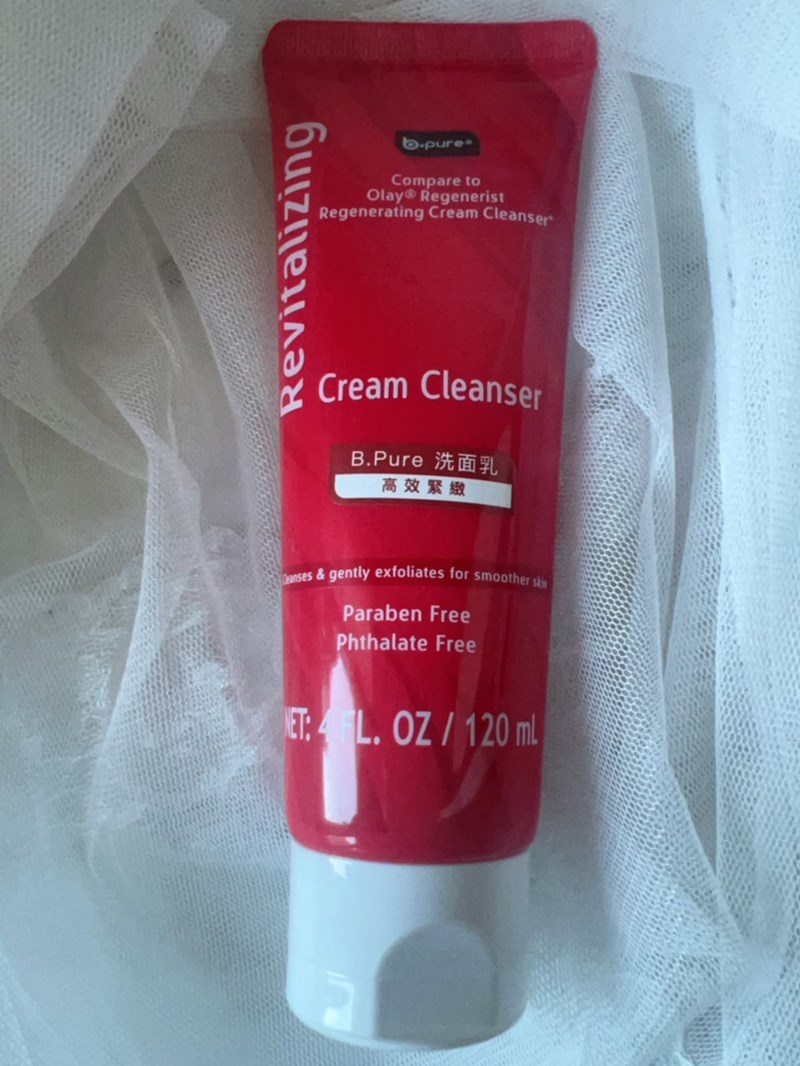 Revitalizing
b.pure®
Compare to
Olay® Regenerist
Regenerating Cream Cleanser*
Cream Cleanser
B.Pure 洗面乳
高效緊緻
Cleanses & gently exfoliates for smoother skin
Paraben Free
Phthalate Free
NET: 4 FL. OZ / 120 mL